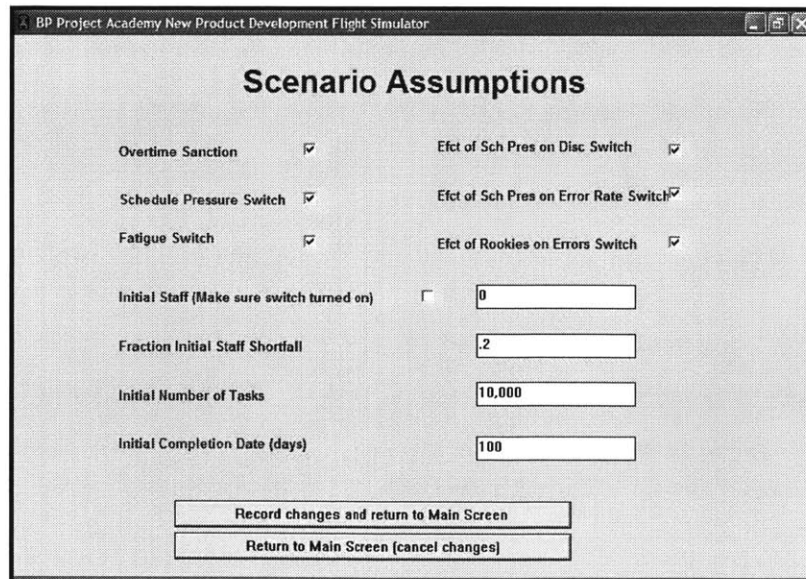 BP Project Academy New Product Development Flight Simulator
Scenario Assumptions
Overtime Sanction
Efct of Sch Pres on Disc Switch
Schedule Pressure Switch
Efct of Sch Pres on Error Rate Switch
Fatigue Switch
Efct of Rookies on Errors Switch
Initial Staff (Make sure switch turned on)
0
Fraction Initial Staff Shortfall
.2
Initial Number of Tasks
10,000
Initial Completion Date (days)
100
Record changes and return to Main Screen
Return to Main Screen (cancel changes)